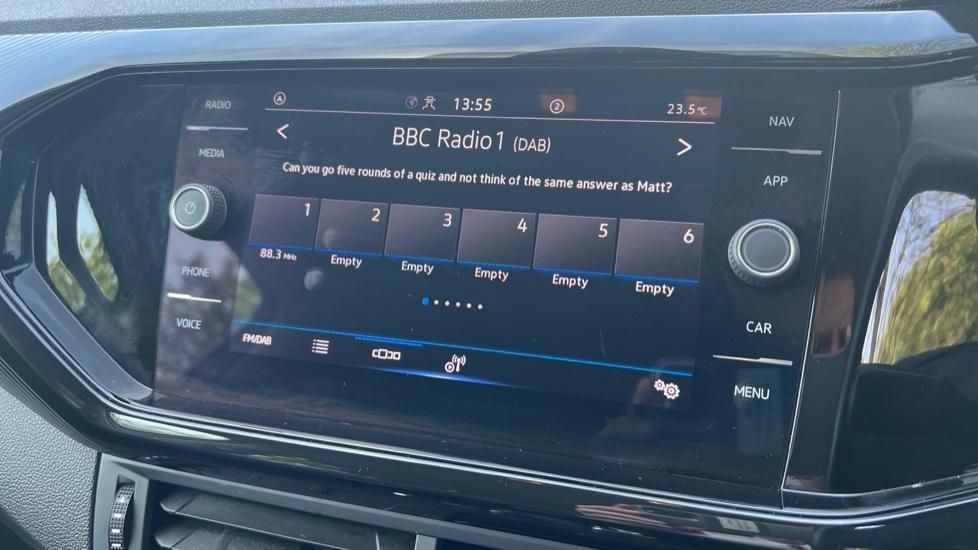 RADIO
MEDIA
PHONE
VOICE
13:55
2
23.5°C
< BBC Radio 1 (DAB) >
Can you go five rounds of a quiz and not think of the same answer as Matt?
1 2 3 4 5 6
88.3 MHz Empty Empty Empty Empty Empty
FM/DAB
NAV
APP
CAR
MENU